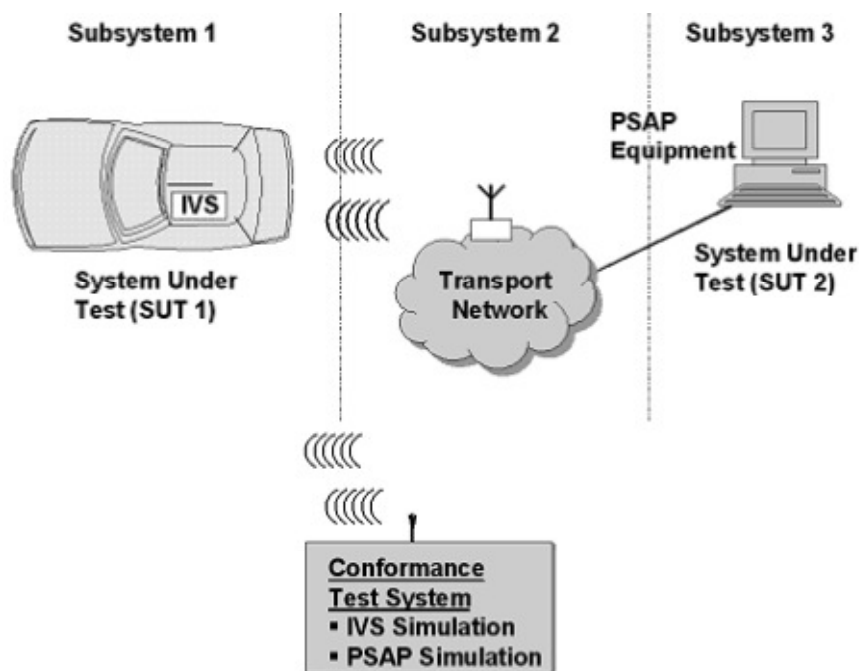 Subsystem 1
Subsystem 2
Subsystem 3
PSAP
Equipment
IVS
System Under
Test (SUT 1)
Transport
Network
System Under
Test (SUT 2)
Conformance
Test System
▪ IVS Simulation
▪ PSAP Simulation